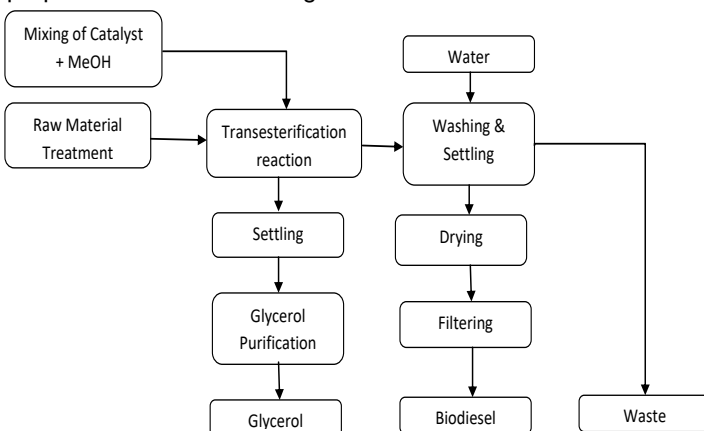 Mixing of Catalyst
+ MeOH
Water
Raw Material
Treatment
Transesterification
reaction
Washing &
Settling
Settling
Drying
Glycerol
Purification
Filtering
Glycerol
Biodiesel
Waste